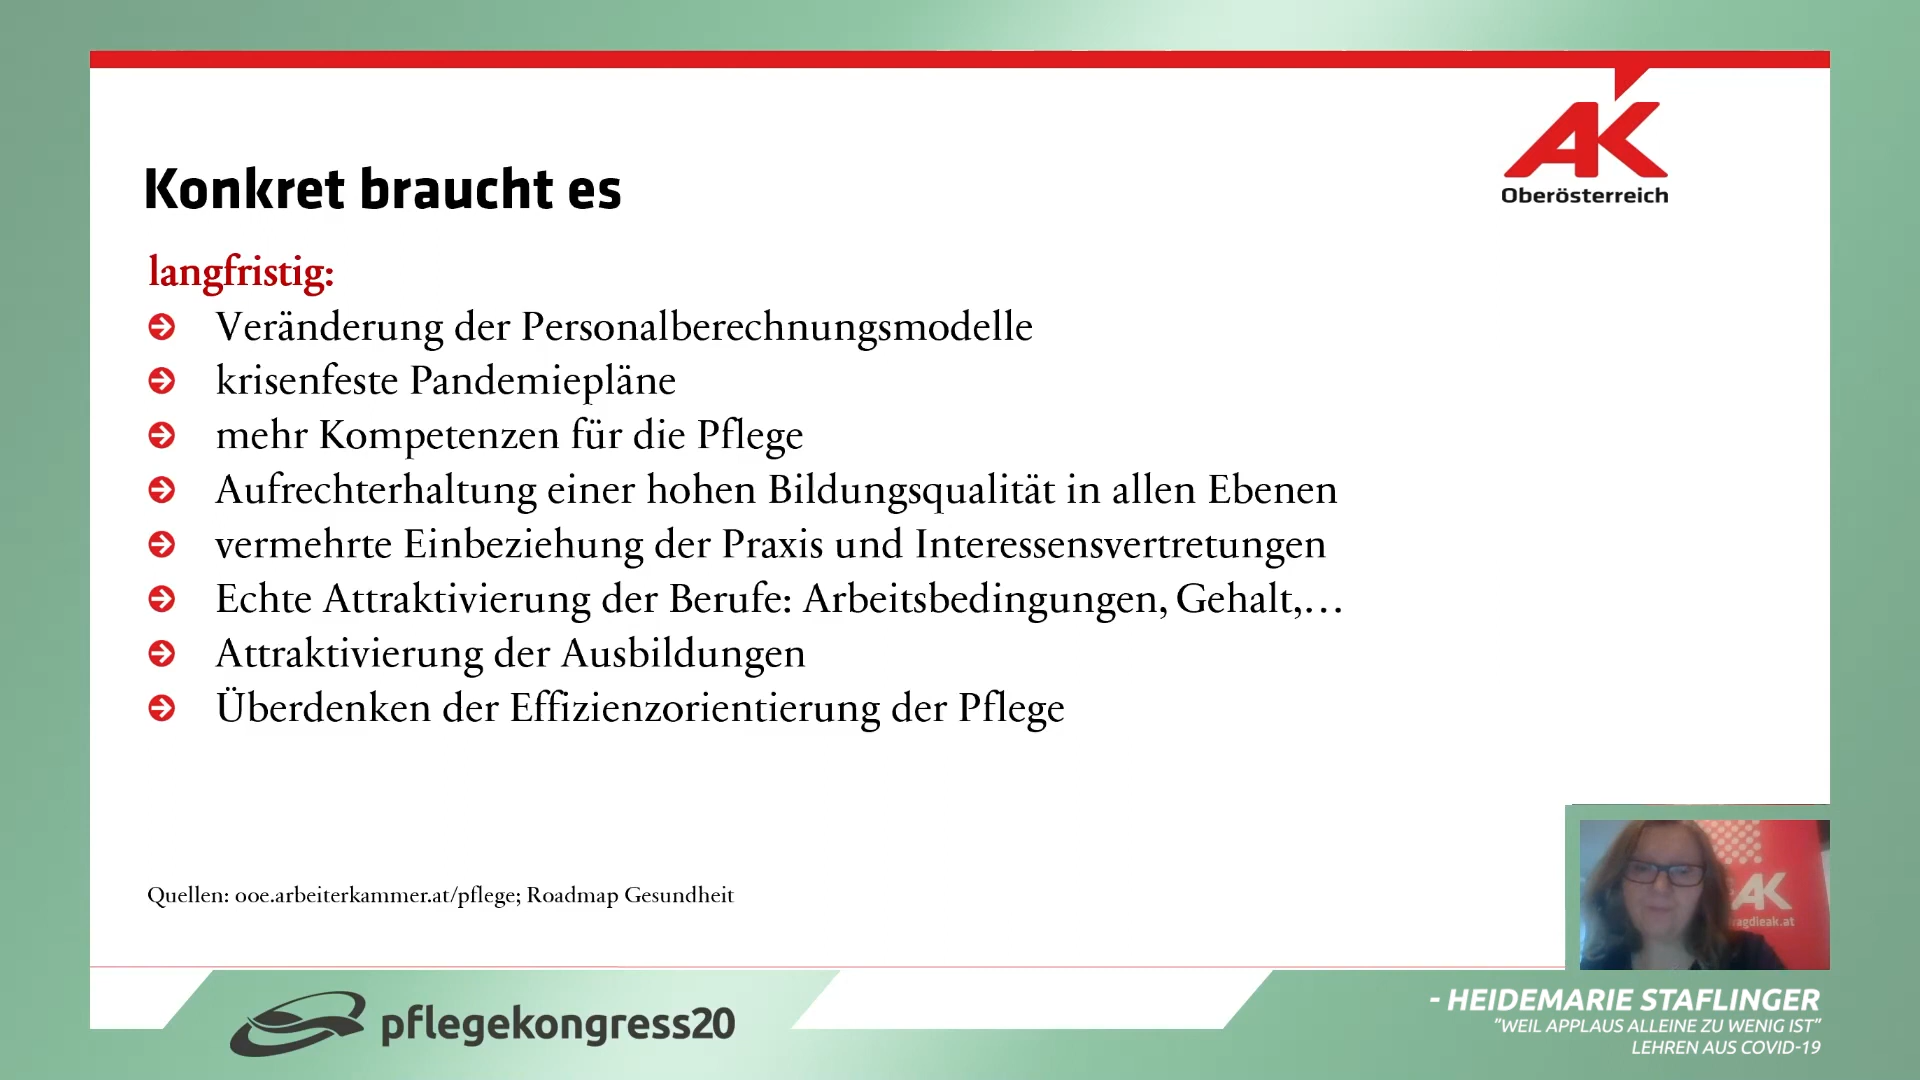 AK
Oberösterreich
Konkret braucht es
langfristig:
Veränderung der Personalberechnungsmodelle
krisenfeste Pandemiepläne
mehr Kompetenzen für die Pflege
Aufrechterhaltung einer hohen Bildungsqualität in allen Ebenen
vermehrte Einbeziehung der Praxis und Interessensvertretungen
Echte Attraktivierung der Berufe: Arbeitsbedingungen, Gehalt,…
Attraktivierung der Ausbildungen
Überdenken der Effizienzorientierung der Pflege
Quellen: ooe.arbeiterkammer.at/pflege; Roadmap Gesundheit
AK
pflegekongress20
- HEIDEMARIE STAFLINGER
"WEIL APPLAUS ALLEINE ZU WENIG IST"
LEHREN AUS COVID-19